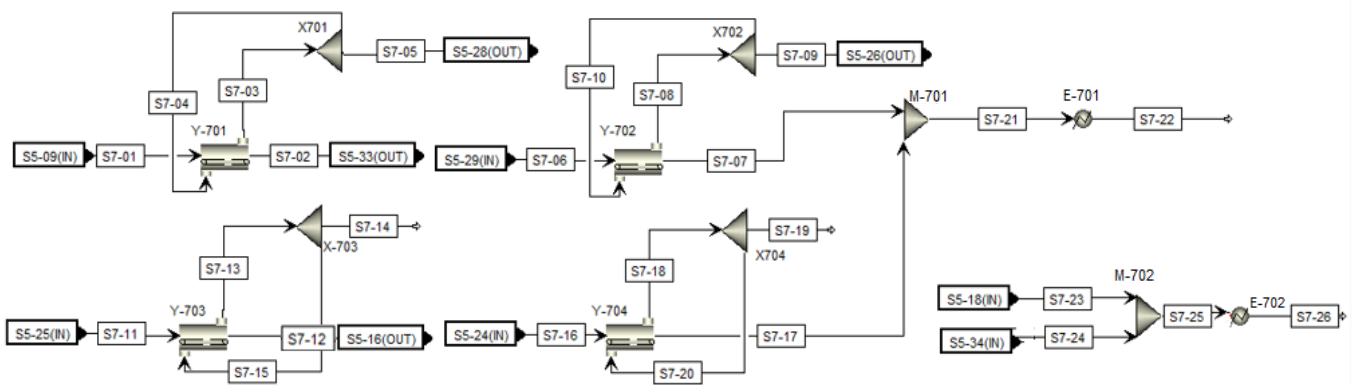 X701
S7-05
S5-28(OUT)
S7-03
S7-04
Y-701
S5-09(IN)
S7-01
S7-02
S5-33(OUT)
X702
S7-09
S5-26(OUT)
S7-10
S7-08
Y-702
S5-29(IN)
S7-06
S7-07
M-701
S7-21
E-701
S7-22
S7-14
X-703
S7-13
Y-703
S5-25(IN)
S7-11
S7-12
S5-16(OUT)
S7-15
S7-19
X704
S7-18
Y-704
S5-24(IN)
S7-16
S7-17
S7-20
M-702
S5-18(IN)
S7-23
S7-25
E-702
S7-26
S5-34(IN)
S7-24